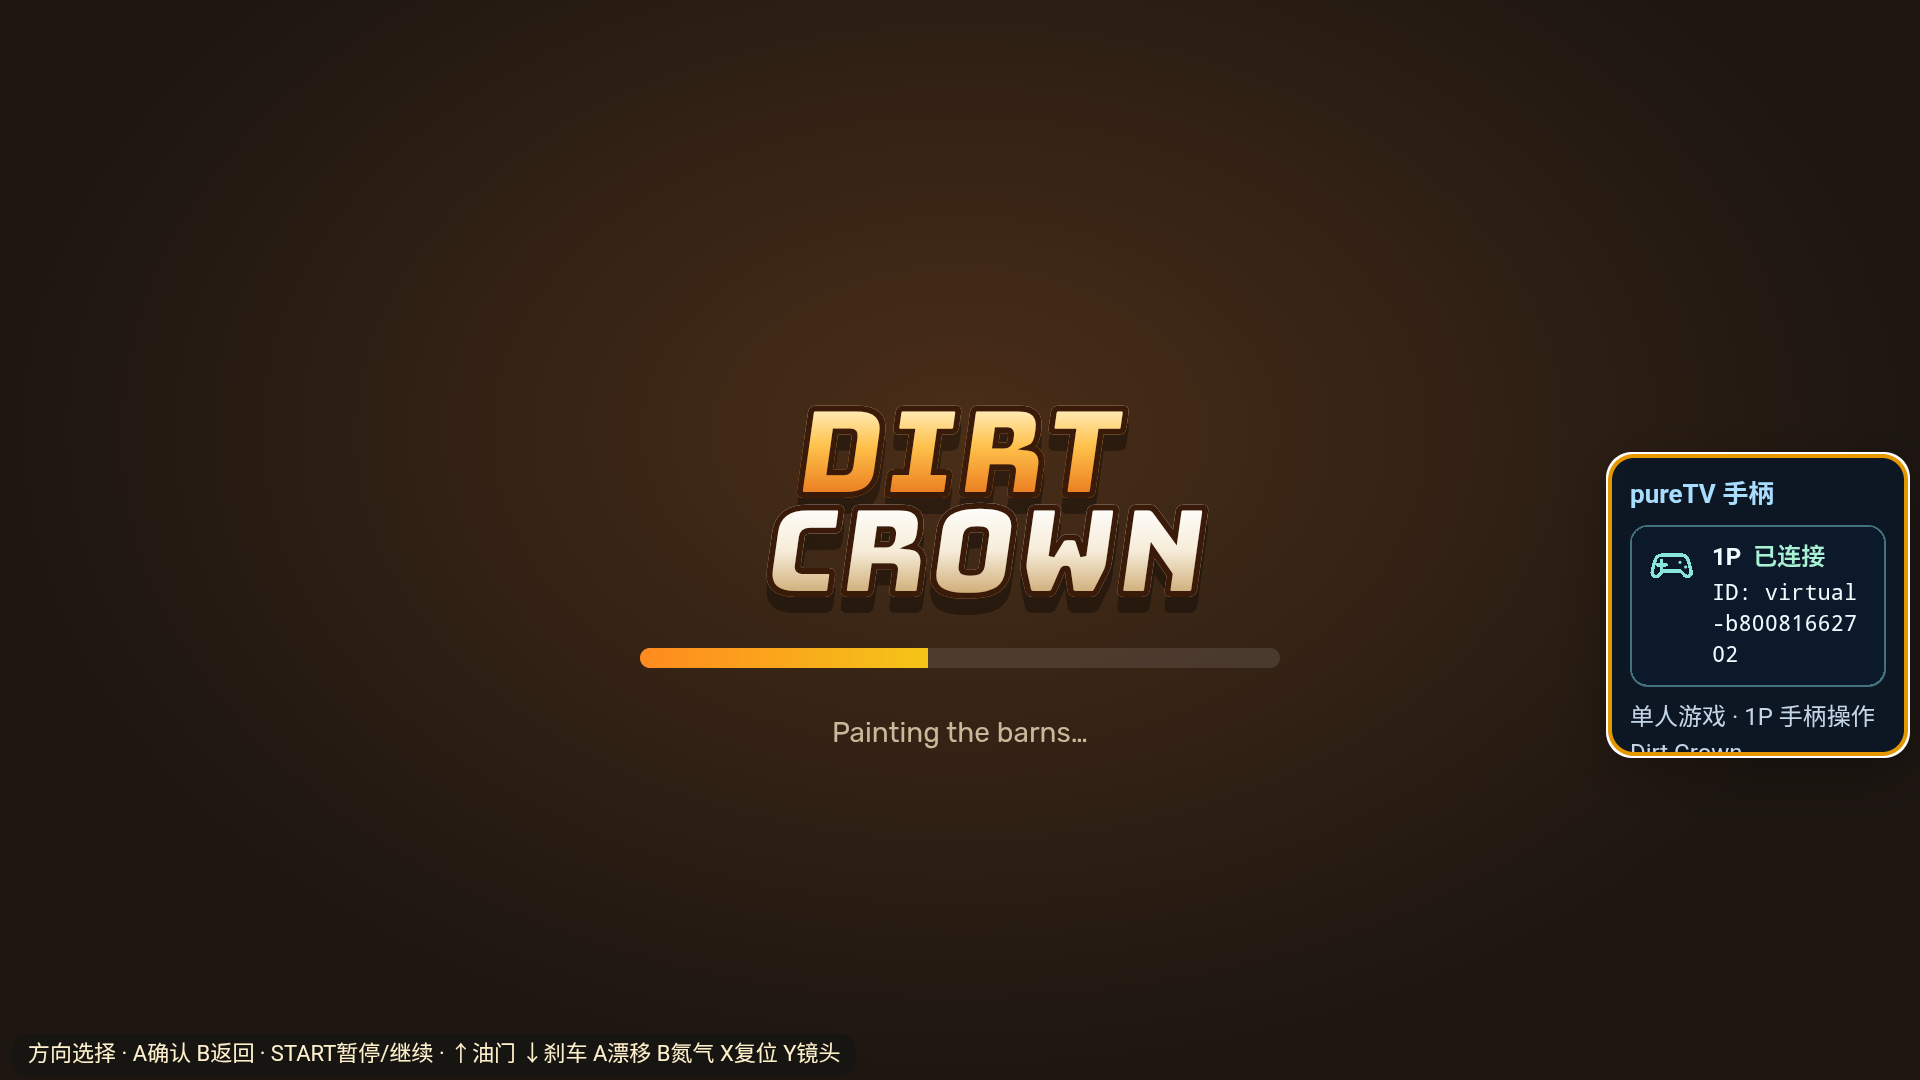 DIRT
CROWN
Painting the barns...
pureTV 手柄
1P 已连接
ID: virtual
-b800816627
02
单人游戏 · 1P 手柄操作
Dirt Crown
方向选择 · A确认 B返回 · START暂停/继续 · ↑油门 ↓刹车 A漂移 B氮气 X复位 Y镜头